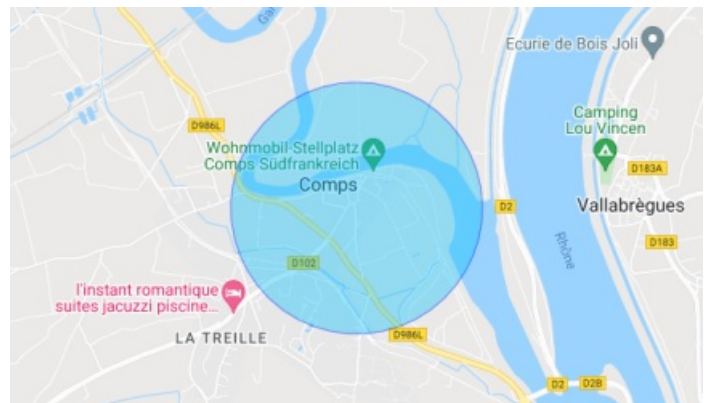 Ga
Ecurie de Bois Joli
Camping
Lou Vincen
D986L
Wohnmobil-Stellplatz
Comps Südfrankreich
D183A
Comps
D2
Vallabrègues
Rhône
D183
D102
l'instant romantique
suites jacuzzi piscine...
LA TREILLE
D986L
D2
D2B